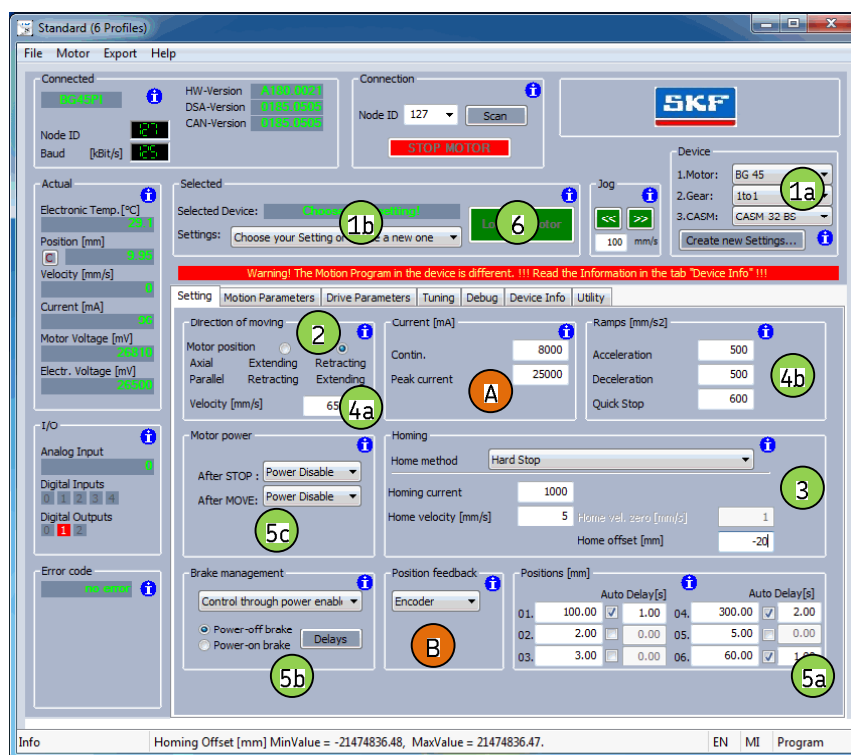 Standard (6 Profiles)
File Motor Export Help
Connected
BG45PI
Node ID 127
Baud [kBit/s] 125
HW-Version A180.0021
DSA-Version 0185.0505
CAN-Version 0185.0505
Connection
Node ID 127 Scan
STOP MOTOR
SKF
Device
1.Motor: BG 45
2.Gear: 1to1
3.CASM: CASM 32 BS
Create new Settings...
1a
Actual
Electronic Temp.[°C]
29.1
Position [mm]
C 9.95
Velocity [mm/s]
0
Current [mA]
96
Motor Voltage [mV]
26810
Electr. Voltage [mV]
26500
Selected
Selected Device:
Settings: Choose your Setting or a new one
1b
6
Jog
<< >>
100 mm/s
Warning! The Motion Program in the device is different. !!! Read the Information in the tab "Device Info" !!!
Setting Motion Parameters Drive Parameters Tuning Debug Device Info Utility
Direction of moving
2
Motor position
Axial Extending Retracting
Parallel Retracting Extending
Velocity [mm/s] 65
4a
Current [mA]
Contin. 8000
Peak current 25000
A
Ramps [mm/s2]
Acceleration 500
Deceleration 500
Quick Stop 600
4b
I/O
Analog Input
0
Digital Inputs
0 1 2 3 4
Digital Outputs
0 1 2
Motor power
After STOP : Power Disable
After MOVE: Power Disable
5c
Homing
Home method Hard Stop
Homing current 1000
Home velocity [mm/s] 5 Home vel. zero [mm/s] 1
Home offset [mm] -20
3
Error code
no error
Brake management
Control through power enabl
Power-off brake
Power-on brake
Delays
5b
Position feedback
Encoder
B
Positions [mm]
Auto Delay[s] Auto Delay[s]
01. 100.00 1.00 04. 300.00 2.00
02. 2.00 0.00 05. 5.00 0.00
03. 3.00 0.00 06. 60.00
5a
Info Homing Offset [mm] MinValue = -21474836.48, MaxValue = 21474836.47. EN MI Program